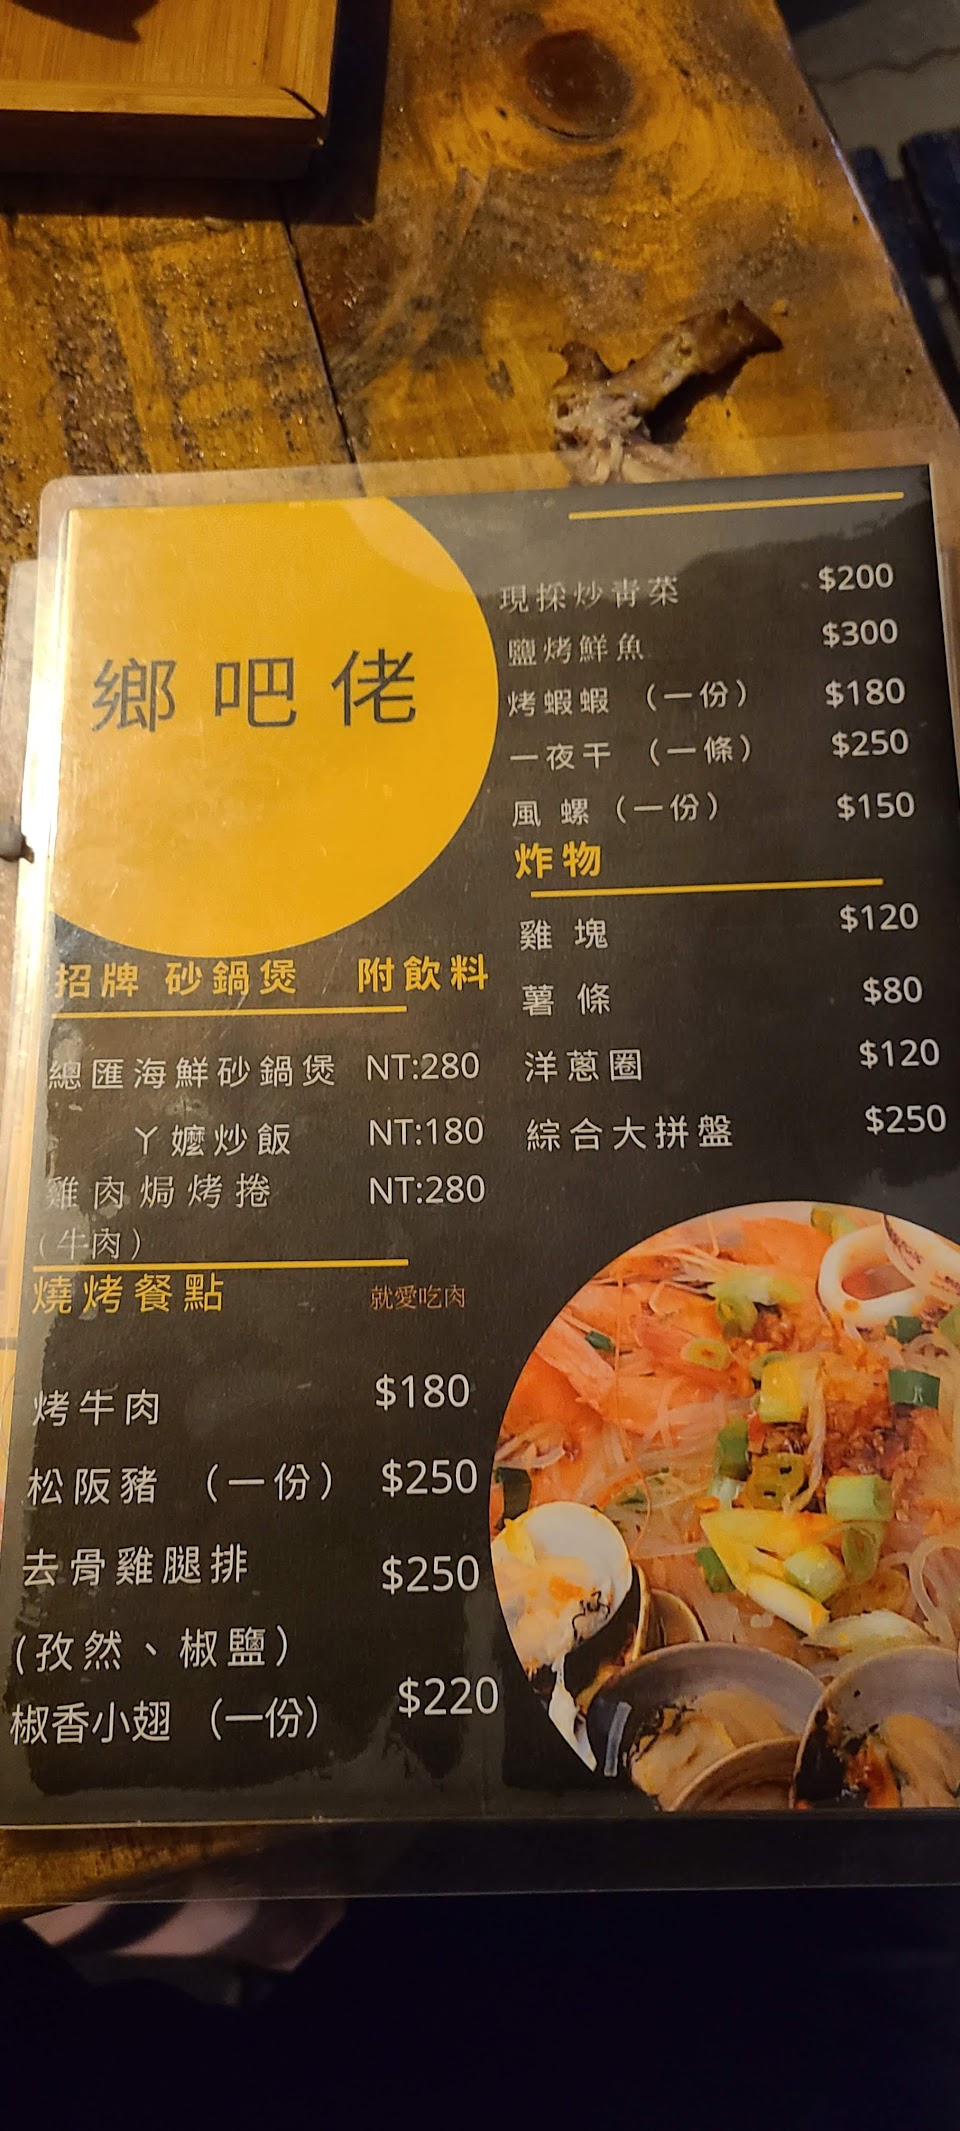 鄉吧佬
招牌 砂鍋煲 附飲料
總匯海鮮砂鍋煲 NT:280
ㄚ嬤炒飯 NT:180
雞肉焗烤捲 NT:280
(牛肉)
燒烤餐點 就愛吃肉
烤牛肉 $180
松阪豬 （一份） $250
去骨雞腿排 $250
(孜然、椒鹽)
椒香小翅 （一份） $220
現採炒青菜 $200
鹽烤鮮魚 $300
烤蝦蝦 （一份） $180
一夜干 （一條） $250
風 螺（一份） $150
炸物
雞 塊 $120
薯 條 $80
洋蔥圈 $120
綜合大拼盤 $250